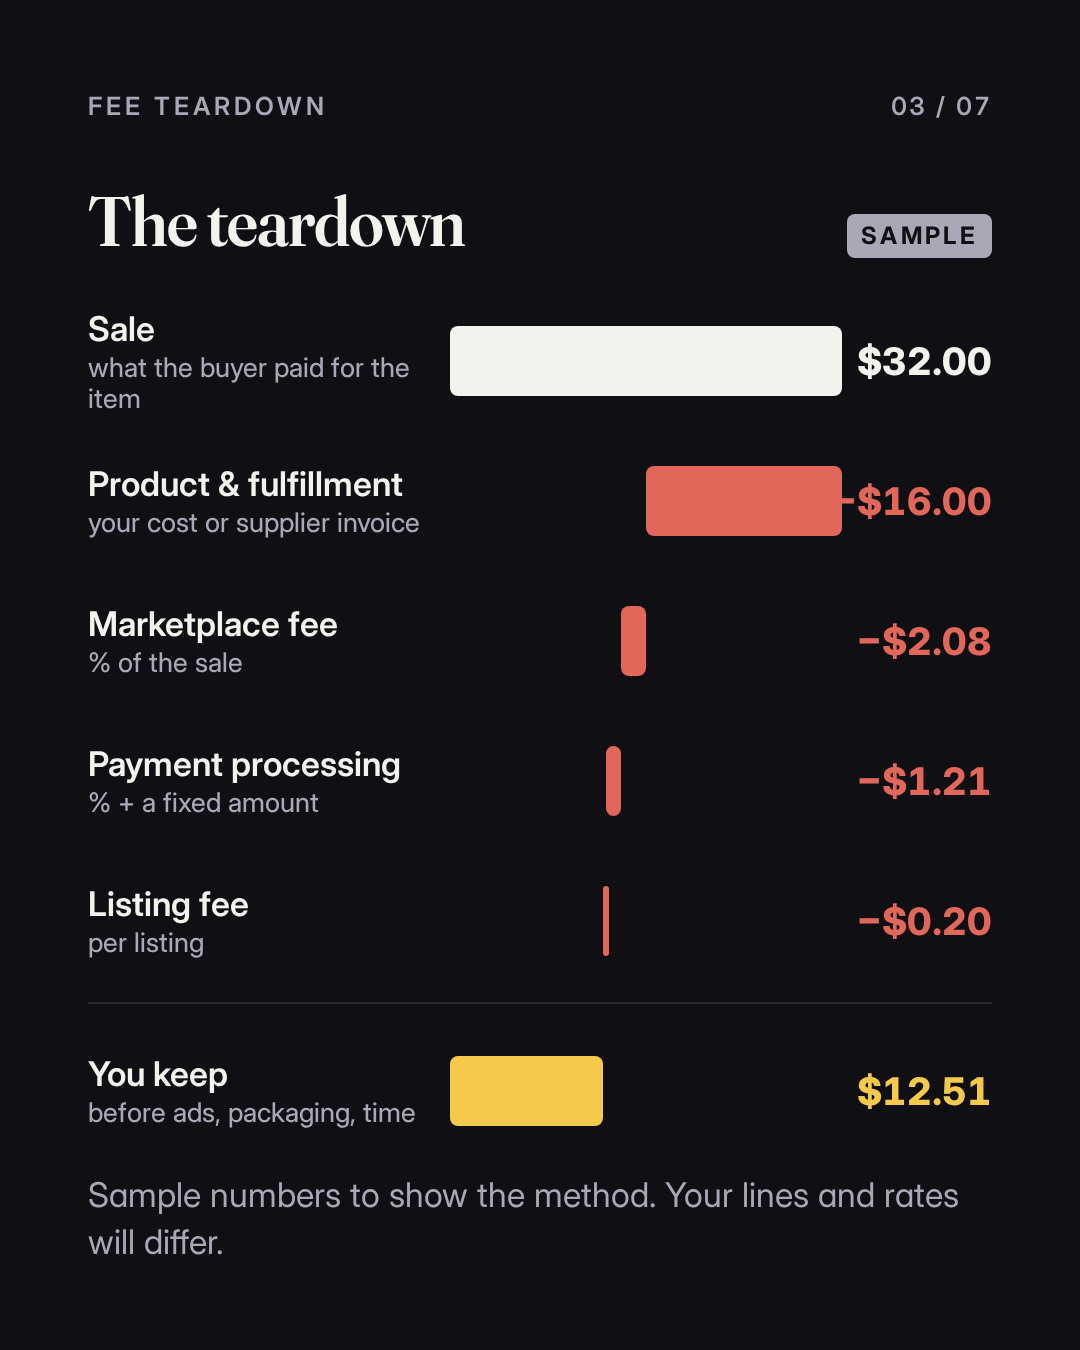 FEE TEARDOWN
03 / 07
The teardown
SAMPLE
Sale
what the buyer paid for the
item
$32.00
Product & fulfillment
your cost or supplier invoice
−$16.00
Marketplace fee
% of the sale
−$2.08
Payment processing
% + a fixed amount
−$1.21
Listing fee
per listing
−$0.20
You keep
before ads, packaging, time
$12.51
Sample numbers to show the method. Your lines and rates
will differ.